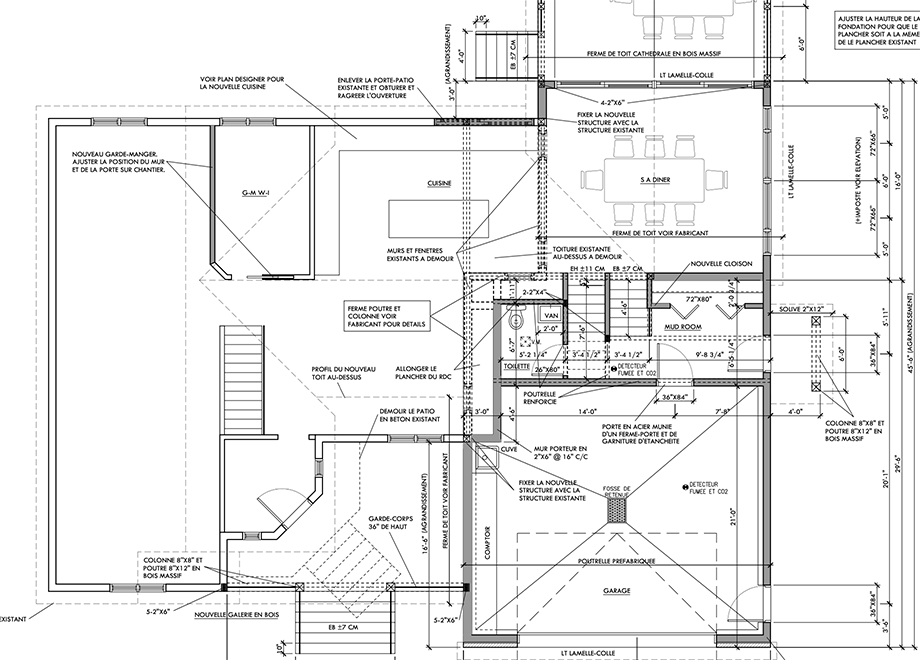 10"
(AGRANDISSEMENT)
4'-0"
EB ±7 CM
3'-0"
FERME DE TOIT CATHEDRALE EN BOIS MASSIF
LT LAMELLE-COLLE
6'-0"
AJUSTER LA HAUTEUR DE LA
FONDATION POUR QUE LE
PLANCHER SOIT A LA MEME
DE LE PLANCHER EXISTANT
VOIR PLAN DESIGNER POUR
LA NOUVELLE CUISINE
ENLEVER LA PORTE-PATIO
EXISTANTE ET OBTURER ET
RAGREER L'OUVERTURE
4-2"X6"
FIXER LA NOUVELLE
STRUCTURE AVEC LA
STRUCTURE EXISTANTE
NOUVEAU GARDE-MANGER.
AJUSTER LA POSITION DU MUR
ET DE LA PORTE SUR CHANTIER.
G-M W-I
CUISINE
S A DINER
LT LAMELLE-COLLE
(+IMPOSTE VOIR ELEVATION)
72"X66"
6'-0"
72"X66"
5'-0"
16'-0"
FERME DE TOIT VOIR FABRICANT
MURS ET FENETRES
EXISTANTS A DEMOLIR
TOITURE EXISTANTE
AU-DESSUS A DEMOLIR
NOUVELLE CLOISON
EH ±11 CM
EB ±7 CM
2-2"X4"
72"X80"
2'-0 3/4"
SOLIVE 2"X12"
FERME POUTRE ET
COLONNE VOIR
FABRICANT POUR DETAILS
VAN
2'-0"
V.M.
6'-7"
7'-6"
4'-6"
MUD ROOM
5'-2 1/4"
3'-4 1/2"
3'-4 1/2"
9'-8 3/4"
6'-5 1/4"
36"X84"
6'-0"
5'-11"
45'-6" (AGRANDISSEMENT)
TOILETTE
26"X80"
DETECTEUR
FUMEE ET CO2
PROFIL DU NOUVEAU
TOIT AU-DESSUS
ALLONGER LE
PLANCHER DU RDC
POUTRELLE
RENFORCIE
36"X84"
3'-0"
4'-6"
14'-0"
7'-8"
4'-0"
DEMOLIR LE PATIO
EN BETON EXISTANT
PORTE EN ACIER MUNIE
D'UN FERME-PORTE ET DE
GARNITURE D'ETANCHEITE
COLONNE 8"X8" ET
POUTRE 8"X12" EN
BOIS MASSIF
CUVE
MUR PORTEUR EN
2"X6" @ 16" C/C
FIXER LA NOUVELLE
STRUCTURE AVEC LA
STRUCTURE EXISTANTE
FOSSE DE
RETENUE
DETECTEUR
FUMEE ET CO2
20'-1"
29'-6"
21'-0"
16'-6" (AGRANDISSEMENT)
FERME DE TOIT VOIR FABRICANT
GARDE-CORPS
36" DE HAUT
COMPTOIR
POUTRELLE PREFABRIQUEE
GARAGE
COLONNE 8"X8" ET
POUTRE 8"X12" EN
BOIS MASSIF
36"X84"
3'-6"
5-2"X6"
NOUVELLE GALERIE EN BOIS
EXISTANT
EB ±7 CM
5-2"X6"
10"
LT LAMELLE-COLLE